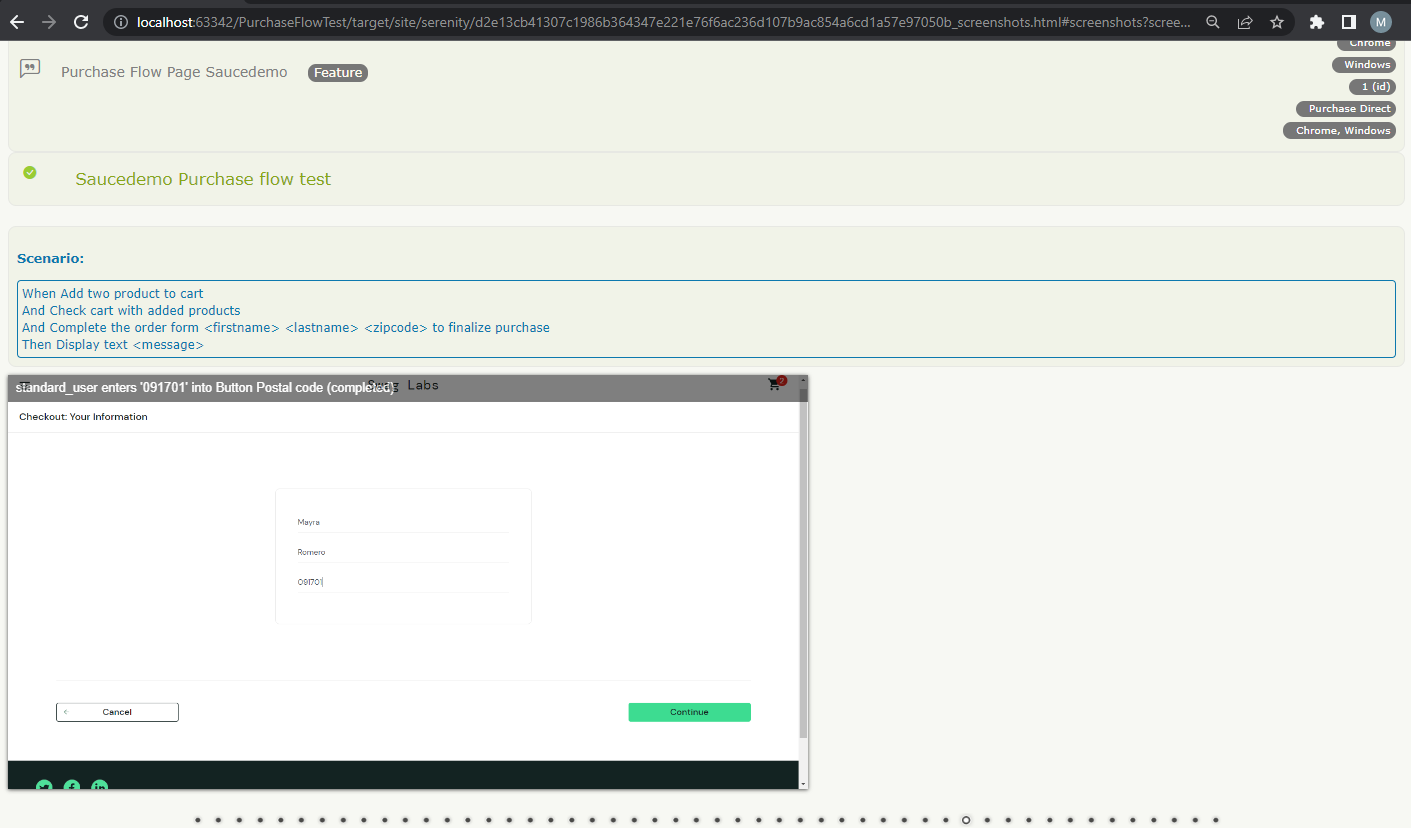 localhost:63342/PurchaseFlowTest/target/site/serenity/d2e13cb41307c1986b364347e221e76f6ac236d107b9ac854a6cd1a57e97050b_screenshots.html#screenshots?scree...
M
Chrome
Purchase Flow Page Saucedemo Feature
Windows
1 (id)
Purchase Direct
Chrome, Windows
Saucedemo Purchase flow test
Scenario:
When Add two product to cart
And Check cart with added products
And Complete the order form <firstname> <lastname> <zipcode> to finalize purchase
Then Display text <message>
standard_user enters '091701' into Button Postal code (completed)
Swag Labs
2
Checkout: Your Information
Mayra
Romero
091701
Cancel
Continue